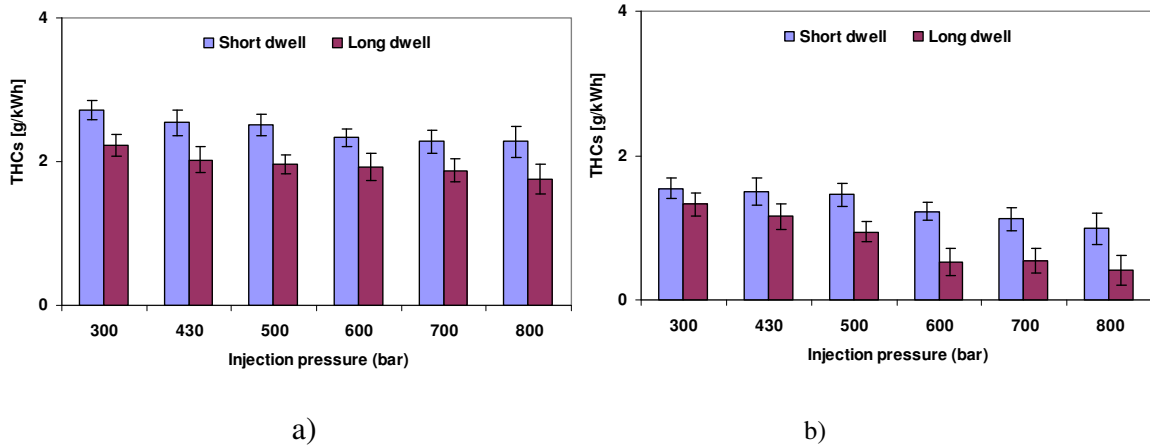 4
2
0
THCs [g/kWh]
Short dwell Long dwell
300 430 500 600 700 800
Injection pressure (bar)
a)
4
2
0
THCs [g/kWh]
Short dwell Long dwell
300 430 500 600 700 800
Injection pressure (bar)
b)